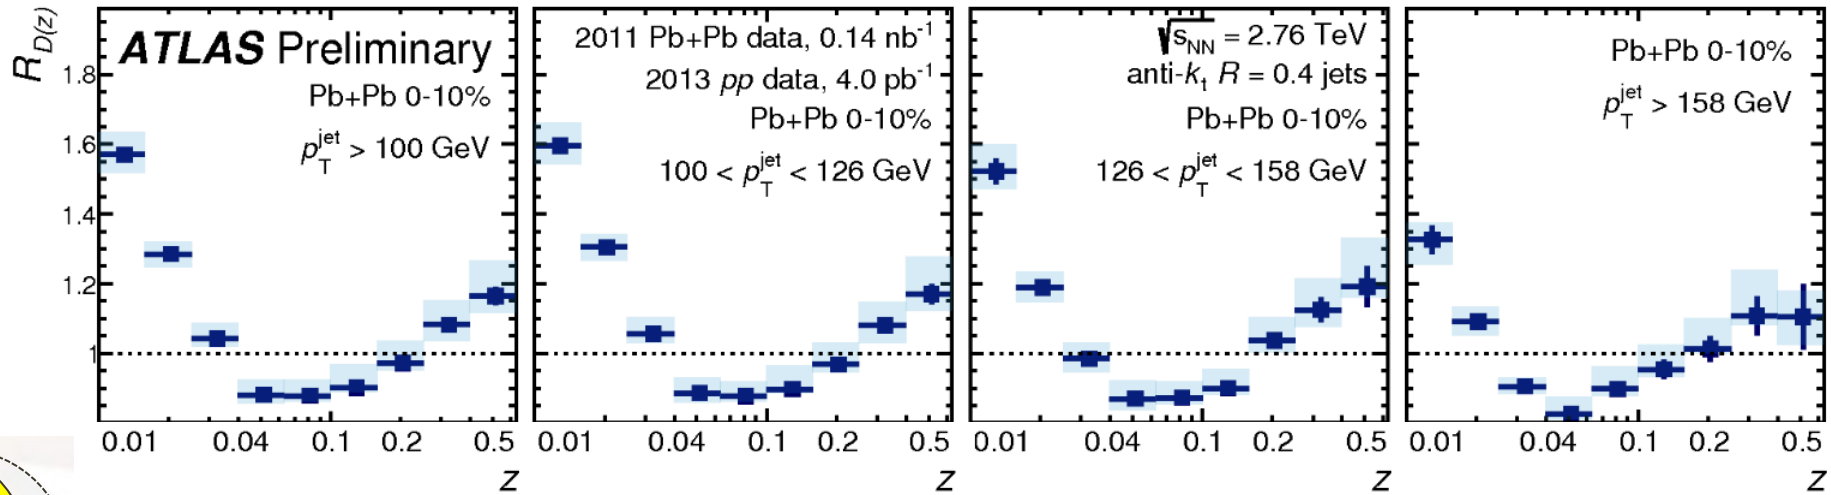 R_{D(z)}
ATLAS Preliminary
Pb+Pb 0-10%
p_T^{jet} > 100 GeV
1.8
1.6
1.4
1.2
1
0.01 0.04 0.1 0.2 0.5
z
2011 Pb+Pb data, 0.14 nb⁻¹
2013 pp data, 4.0 pb⁻¹
Pb+Pb 0-10%
100 < p_T^{jet} < 126 GeV
0.01 0.04 0.1 0.2 0.5
z
√s_{NN} = 2.76 TeV
anti-k_t R = 0.4 jets
Pb+Pb 0-10%
126 < p_T^{jet} < 158 GeV
0.01 0.04 0.1 0.2 0.5
z
Pb+Pb 0-10%
p_T^{jet} > 158 GeV
0.01 0.04 0.1 0.2 0.5
z